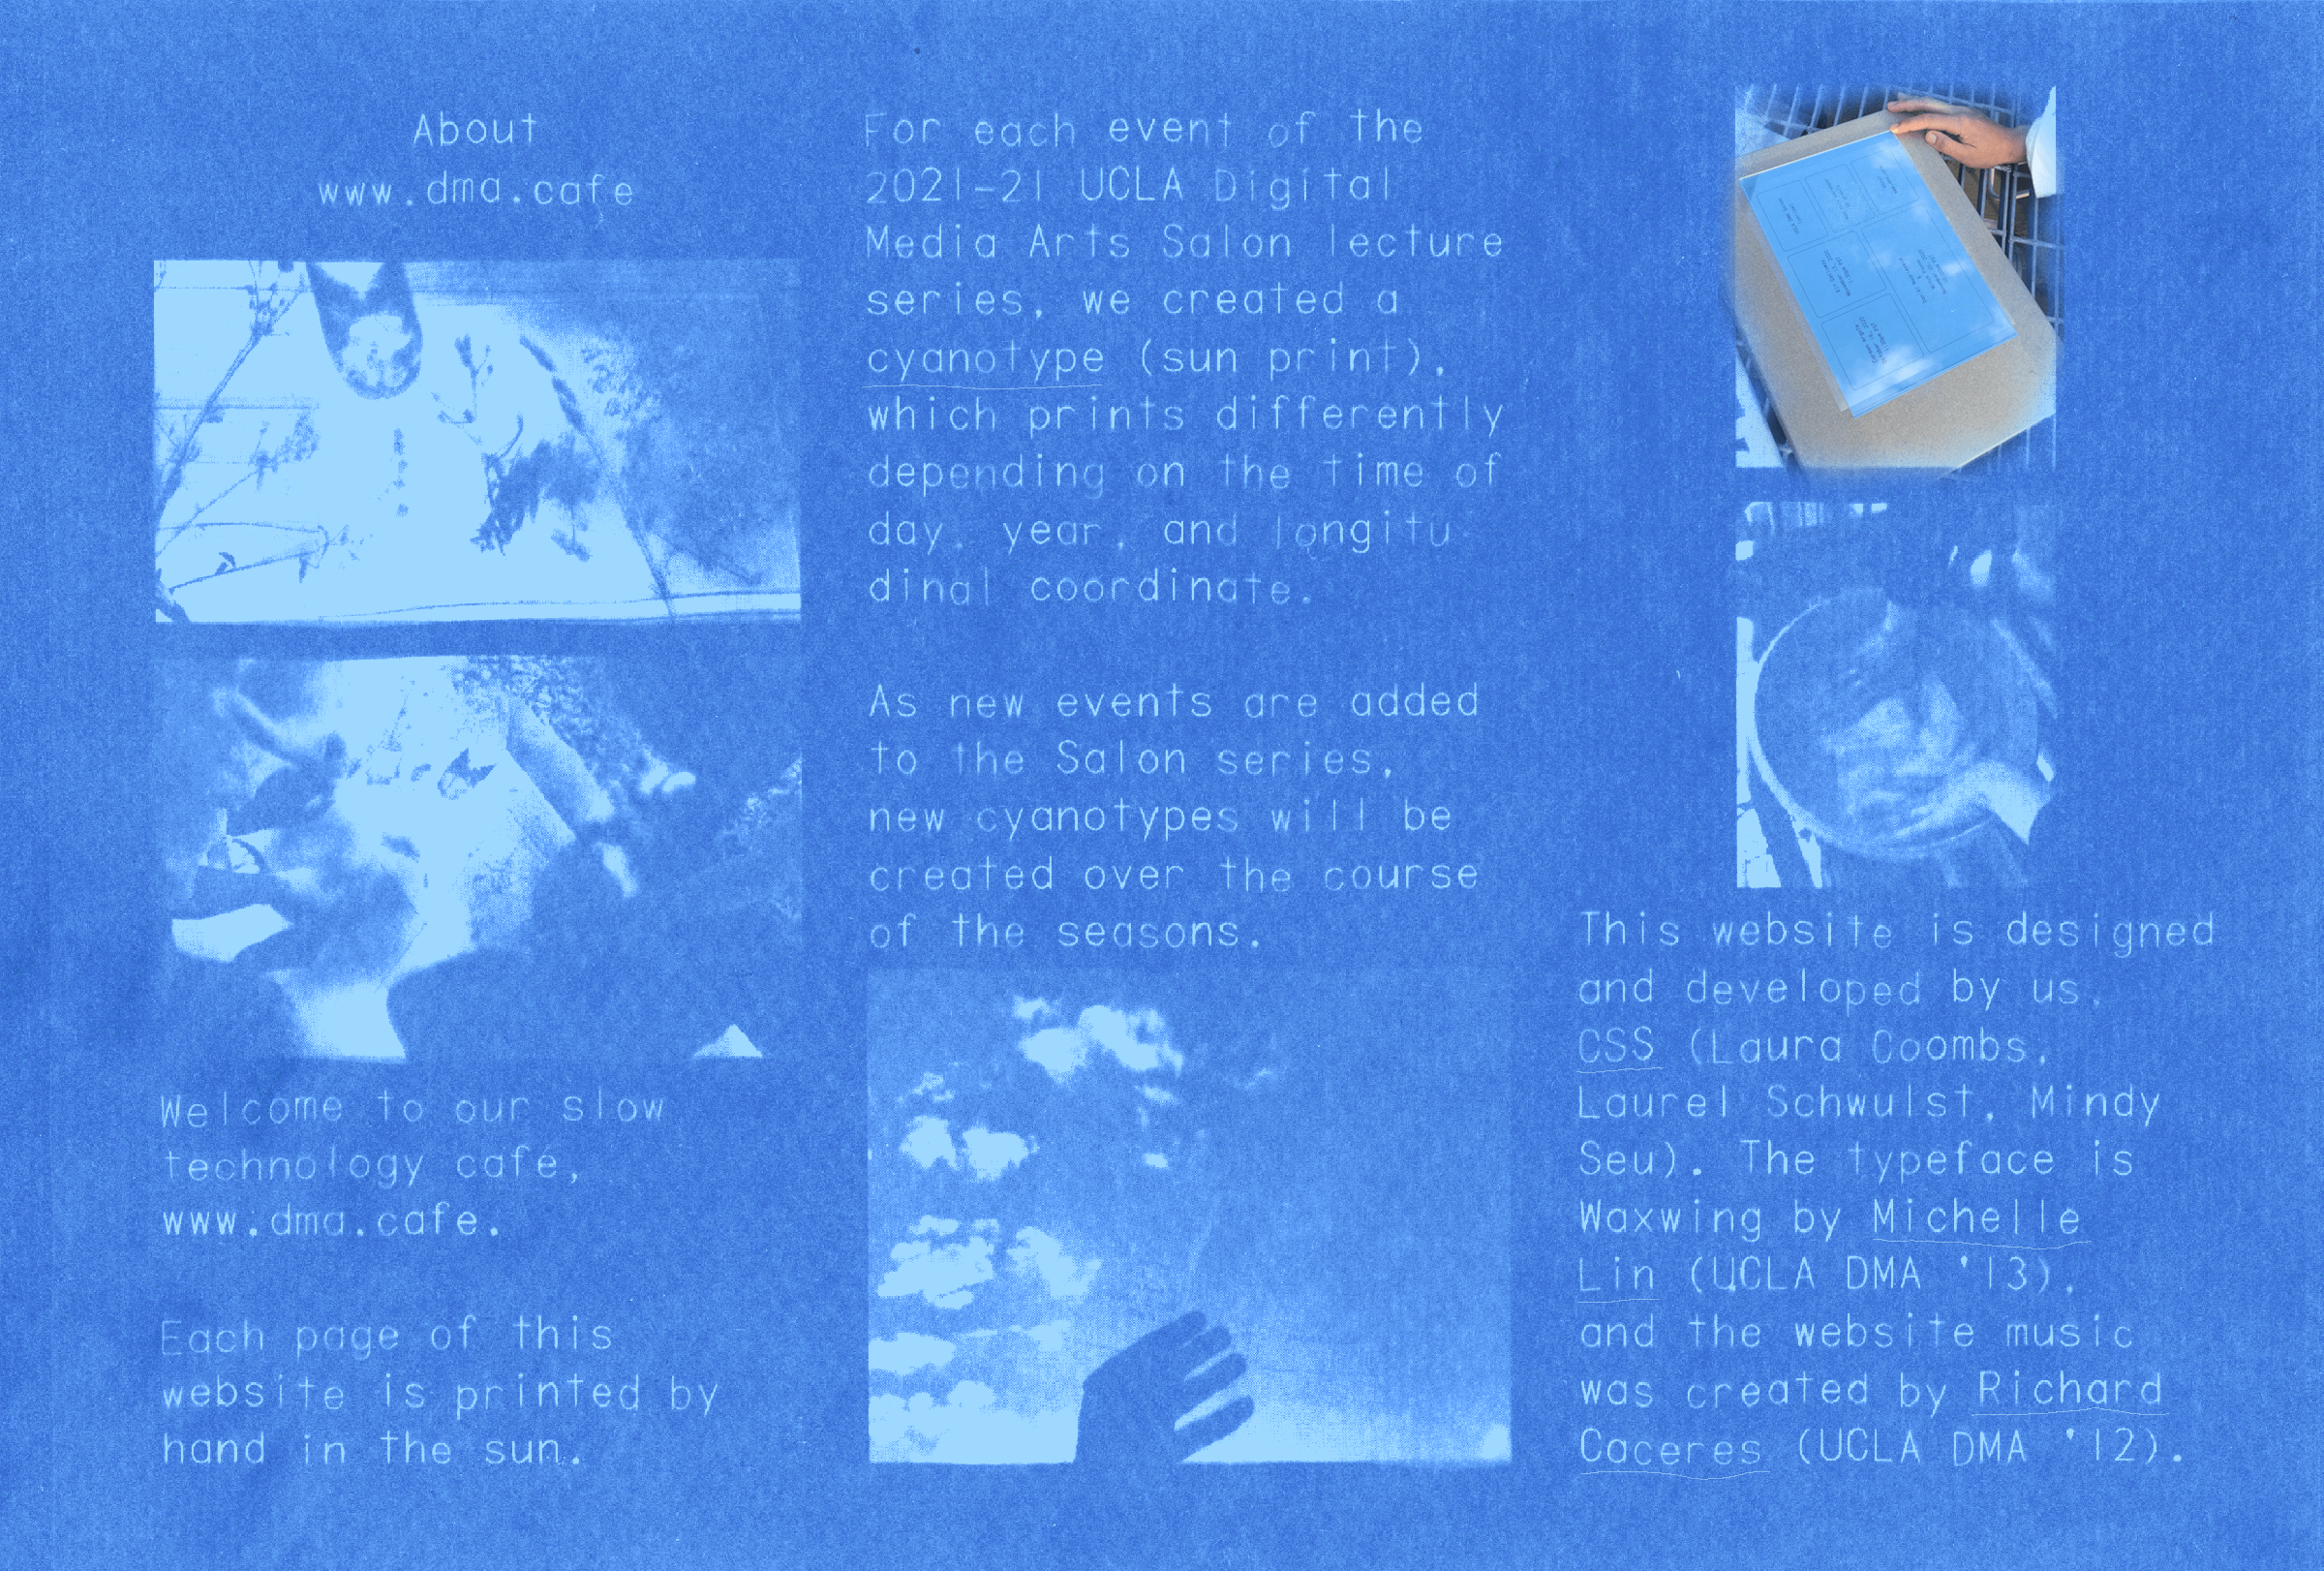 About
www.dma.cafe
Welcome to our slow
technology cafe,
www.dma.cafe.
Each page of this
website is printed by
hand in the sun.
For each event of the
2021-21 UCLA Digital
Media Arts Salon lecture
series, we created a
cyanotype (sun print),
which prints differently
depending on the time of
day, year, and longitu-
dinal coordinate.
As new events are added
to the Salon series,
new cyanotypes will be
created over the course
of the seasons.
This website is designed
and developed by us,
CSS (Laura Coombs,
Laurel Schwulst, Mindy
Seu). The typeface is
Waxwing by Michelle
Lin (UCLA DMA '13),
and the website music
was created by Richard
Caceres (UCLA DMA '12).